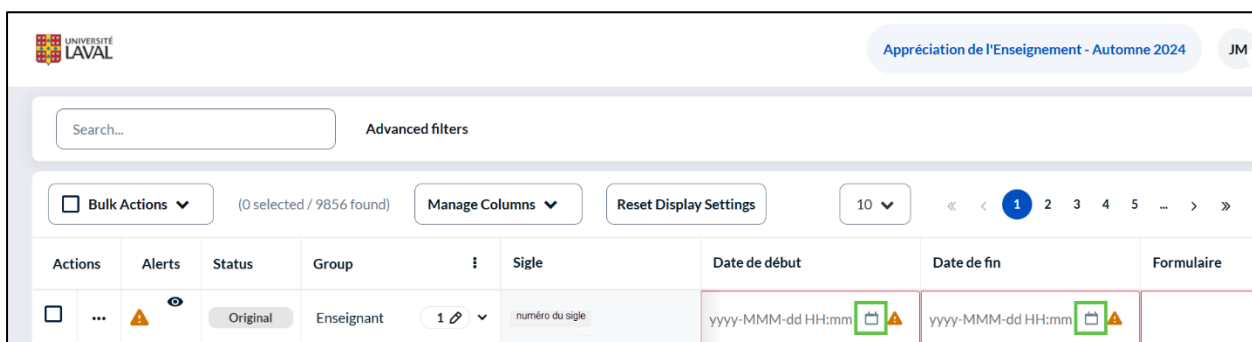 UNIVERSITÉ
LAVAL
Appréciation de l'Enseignement - Automne 2024 JM
Search... Advanced filters
Bulk Actions (0 selected / 9856 found) Manage Columns Reset Display Settings 10 « < 1 2 3 4 5 ... > »
Actions Alerts Status Group Sigle Date de début Date de fin Formulaire
... Original Enseignant 1 numéro du sigle yyyy-MMM-dd HH:mm yyyy-MMM-dd HH:mm